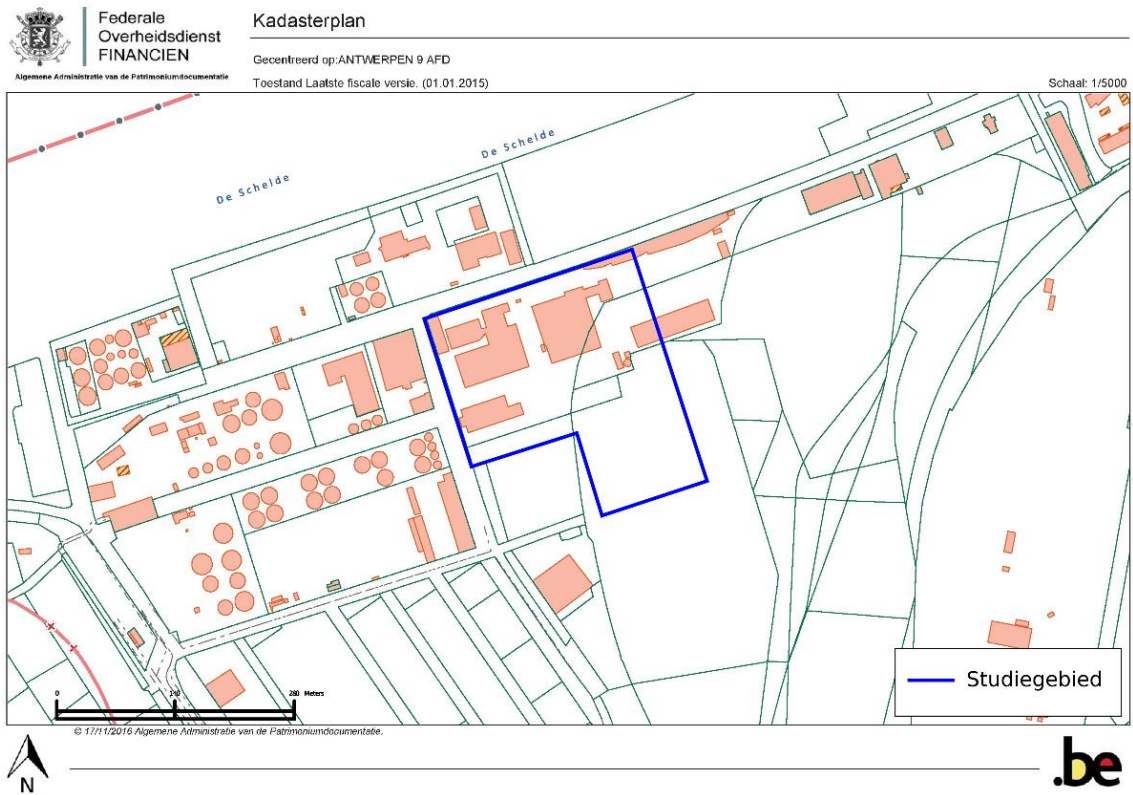 Federale
Overheidsdienst
FINANCIEN
Algemene Administratie van de Patrimoniumdocumentatie
Kadasterplan
Gecentreerd op:ANTWERPEN 9 AFD
Toestand Laatste fiscale versie. (01.01.2015)
Schaal: 1/5000
De Schelde
De Schelde
Studiegebied
0 140 280 Meters
© 17/11/2016 Algemene Administratie van de Patrimoniumdocumentatie.
N
.be